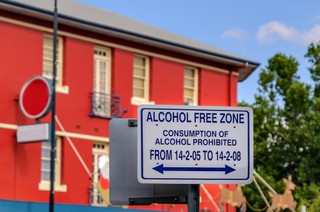 ALCOHOL FREE ZONE
CONSUMPTION OF
ALCOHOL PROHIBITED
FROM 14-2-05 TO 14-2-08